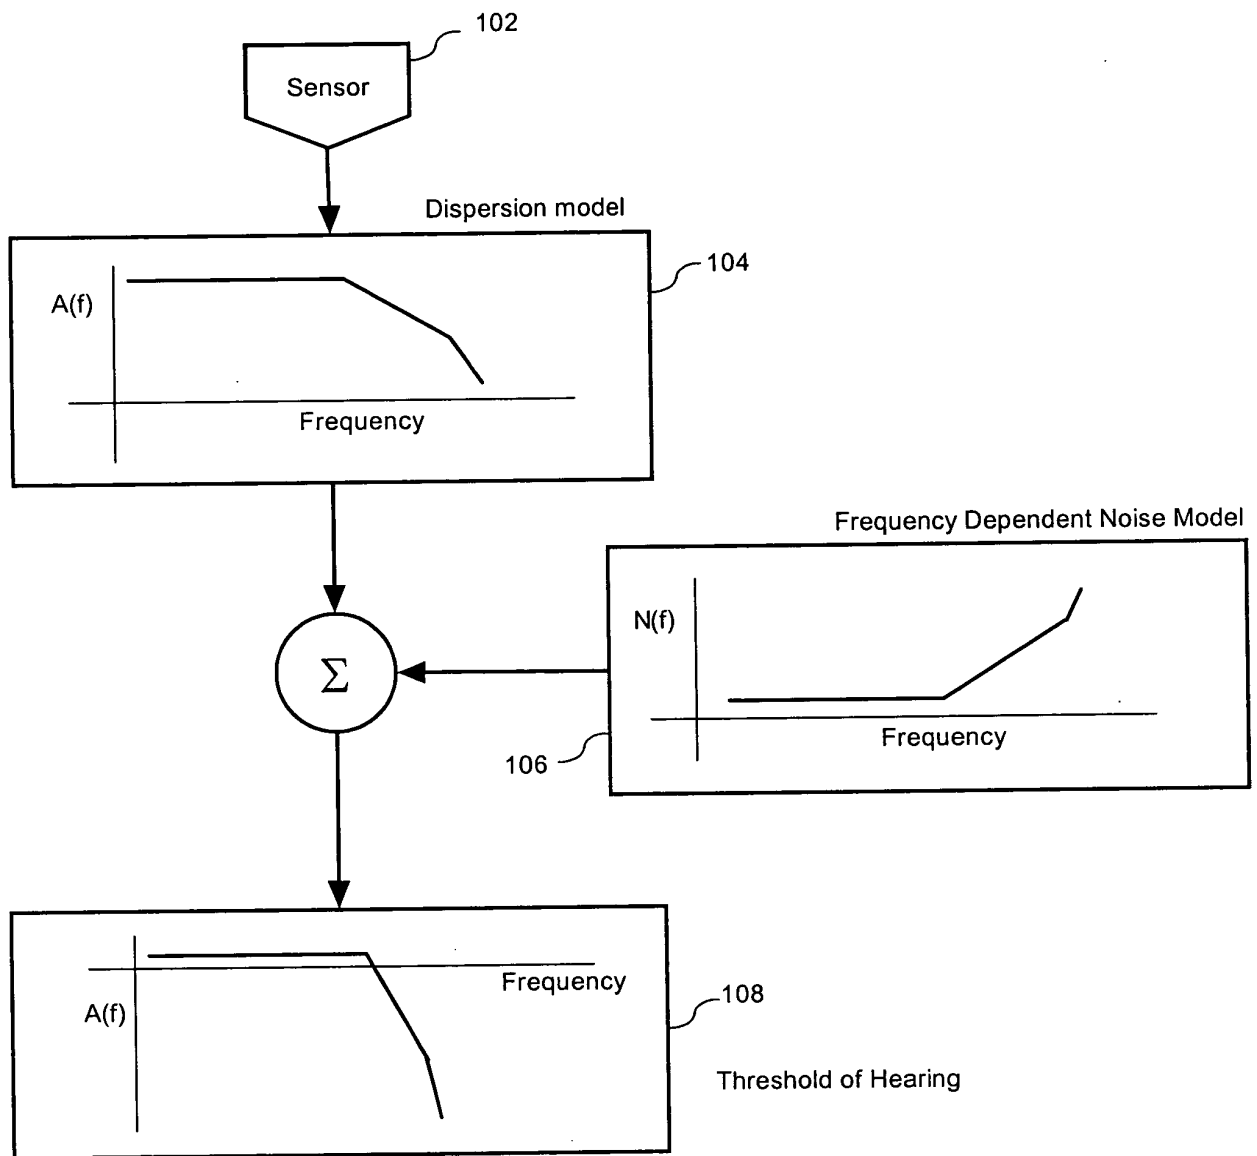 102
Sensor
Dispersion model
104
A(f)
Frequency
Frequency Dependent Noise Model
N(f)
Σ
Frequency
106
Frequency
108
A(f)
Threshold of Hearing